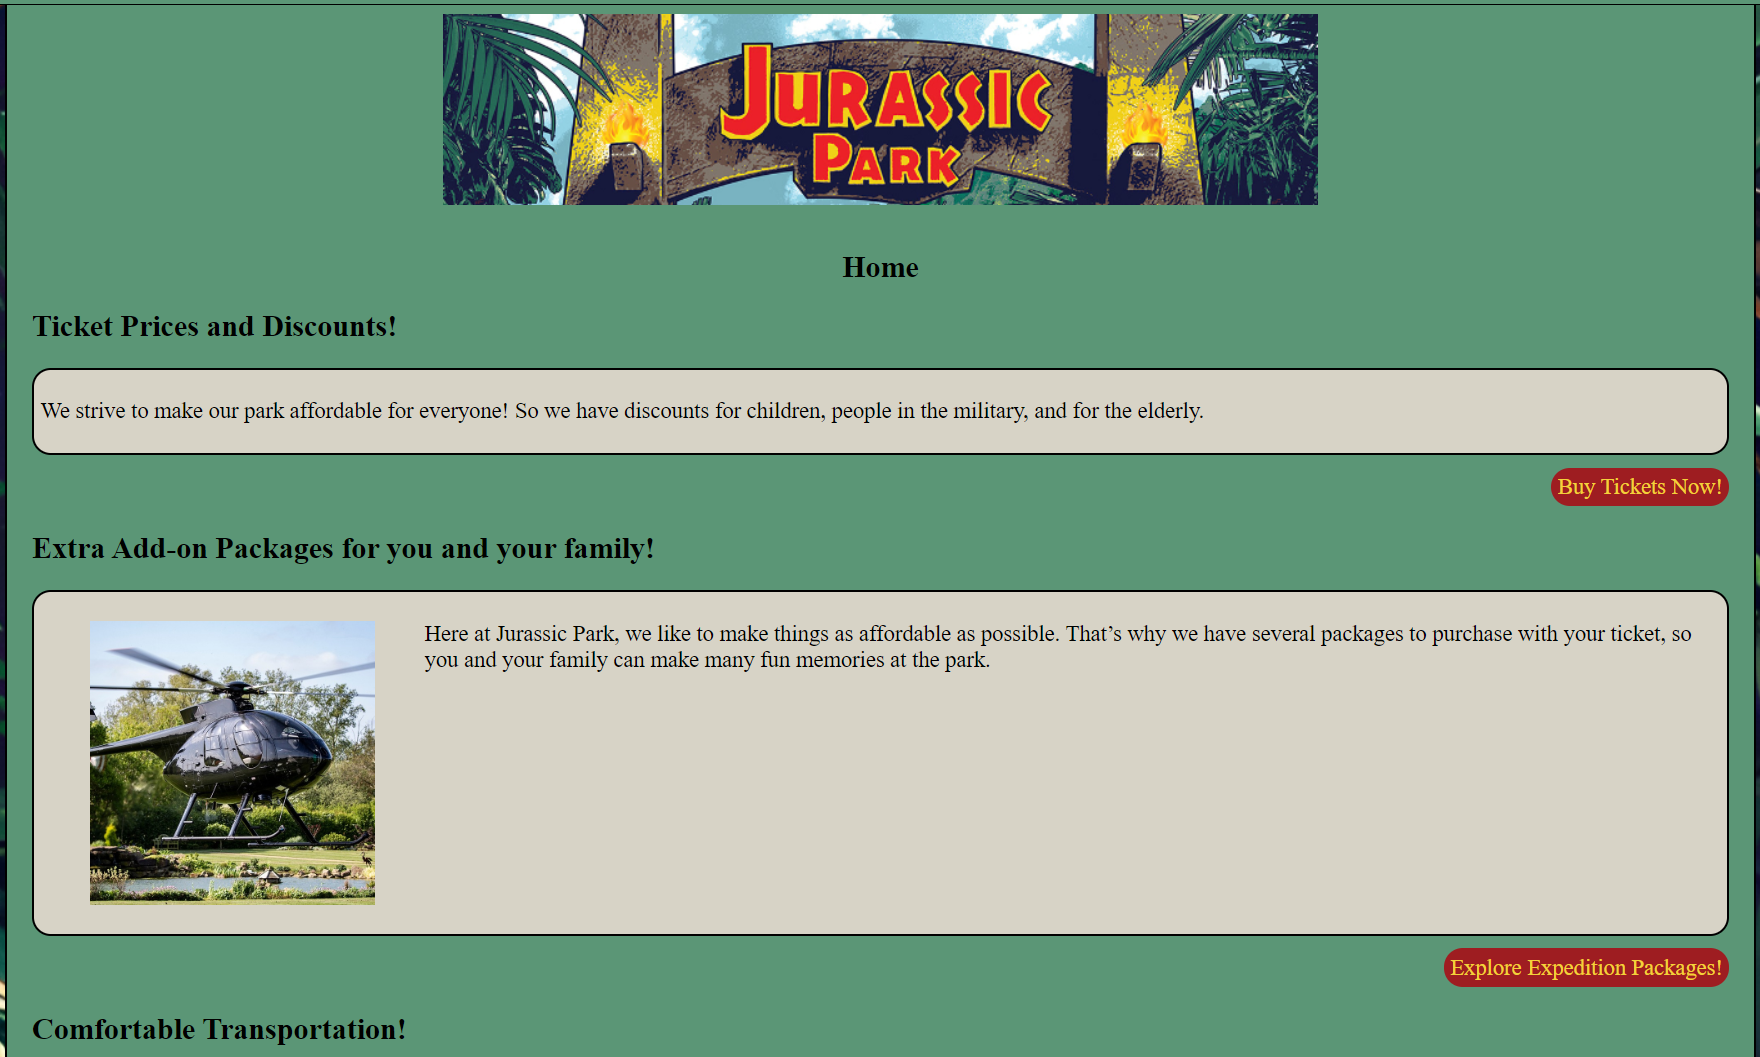 JURASSIC
PARK
Home
Ticket Prices and Discounts!
We strive to make our park affordable for everyone! So we have discounts for children, people in the military, and for the elderly.
Buy Tickets Now!
Extra Add-on Packages for you and your family!
Here at Jurassic Park, we like to make things as affordable as possible. That’s why we have several packages to purchase with your ticket, so
you and your family can make many fun memories at the park.
Explore Expedition Packages!
Comfortable Transportation!